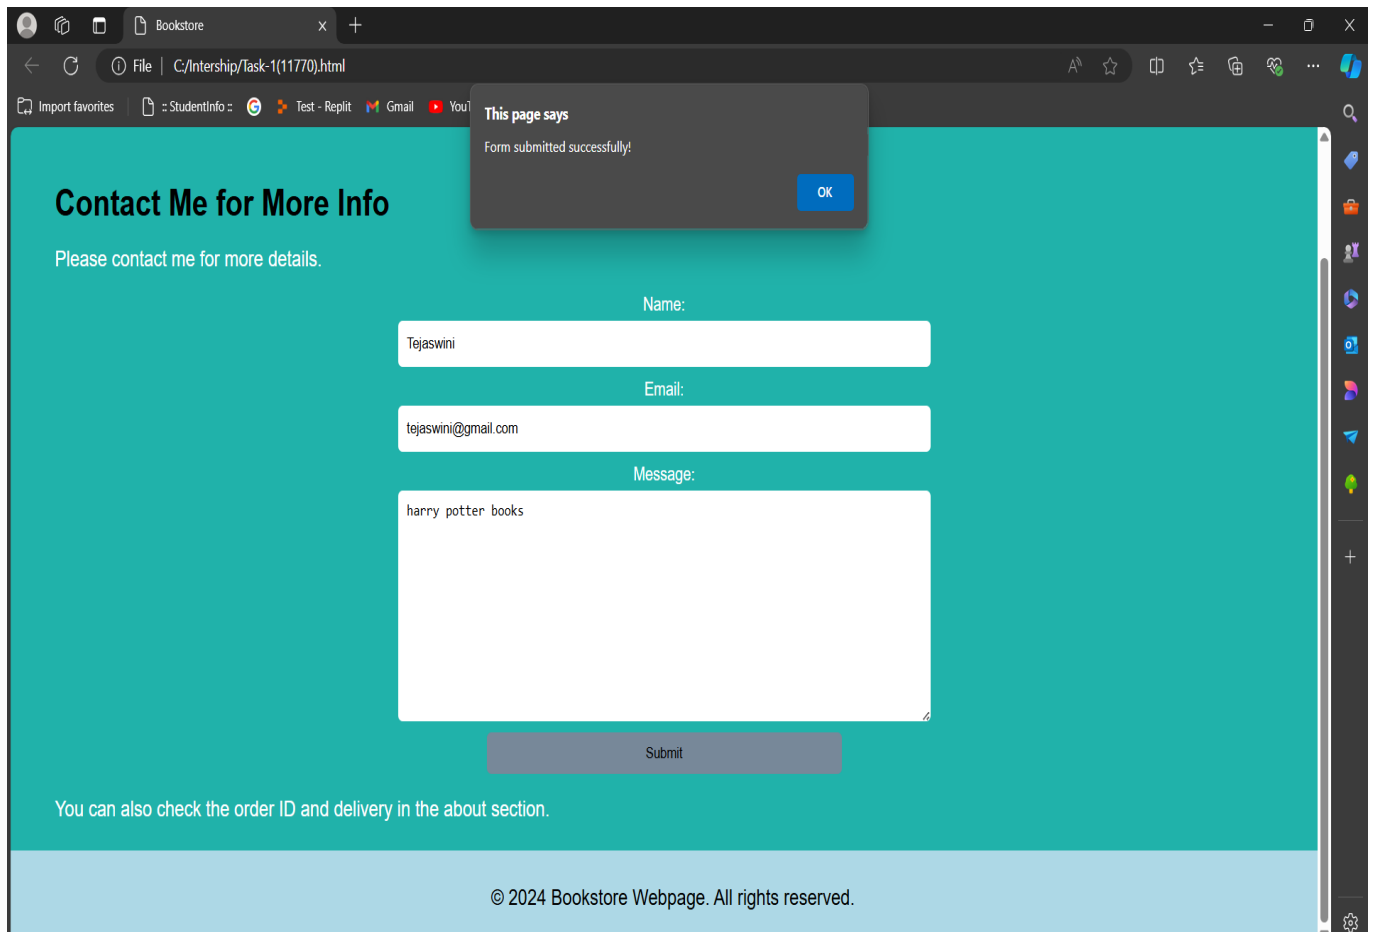 Bookstore
File
C:/Intership/Task-1(11770).html
Import favorites
:: StudentInfo ::
Test - Replit
Gmail
This page says
Form submitted successfully!
OK
Contact Me for More Info
Please contact me for more details.
Name:
Tejaswini
Email:
tejaswini@gmail.com
Message:
harry potter books
Submit
You can also check the order ID and delivery in the about section.
© 2024 Bookstore Webpage. All rights reserved.